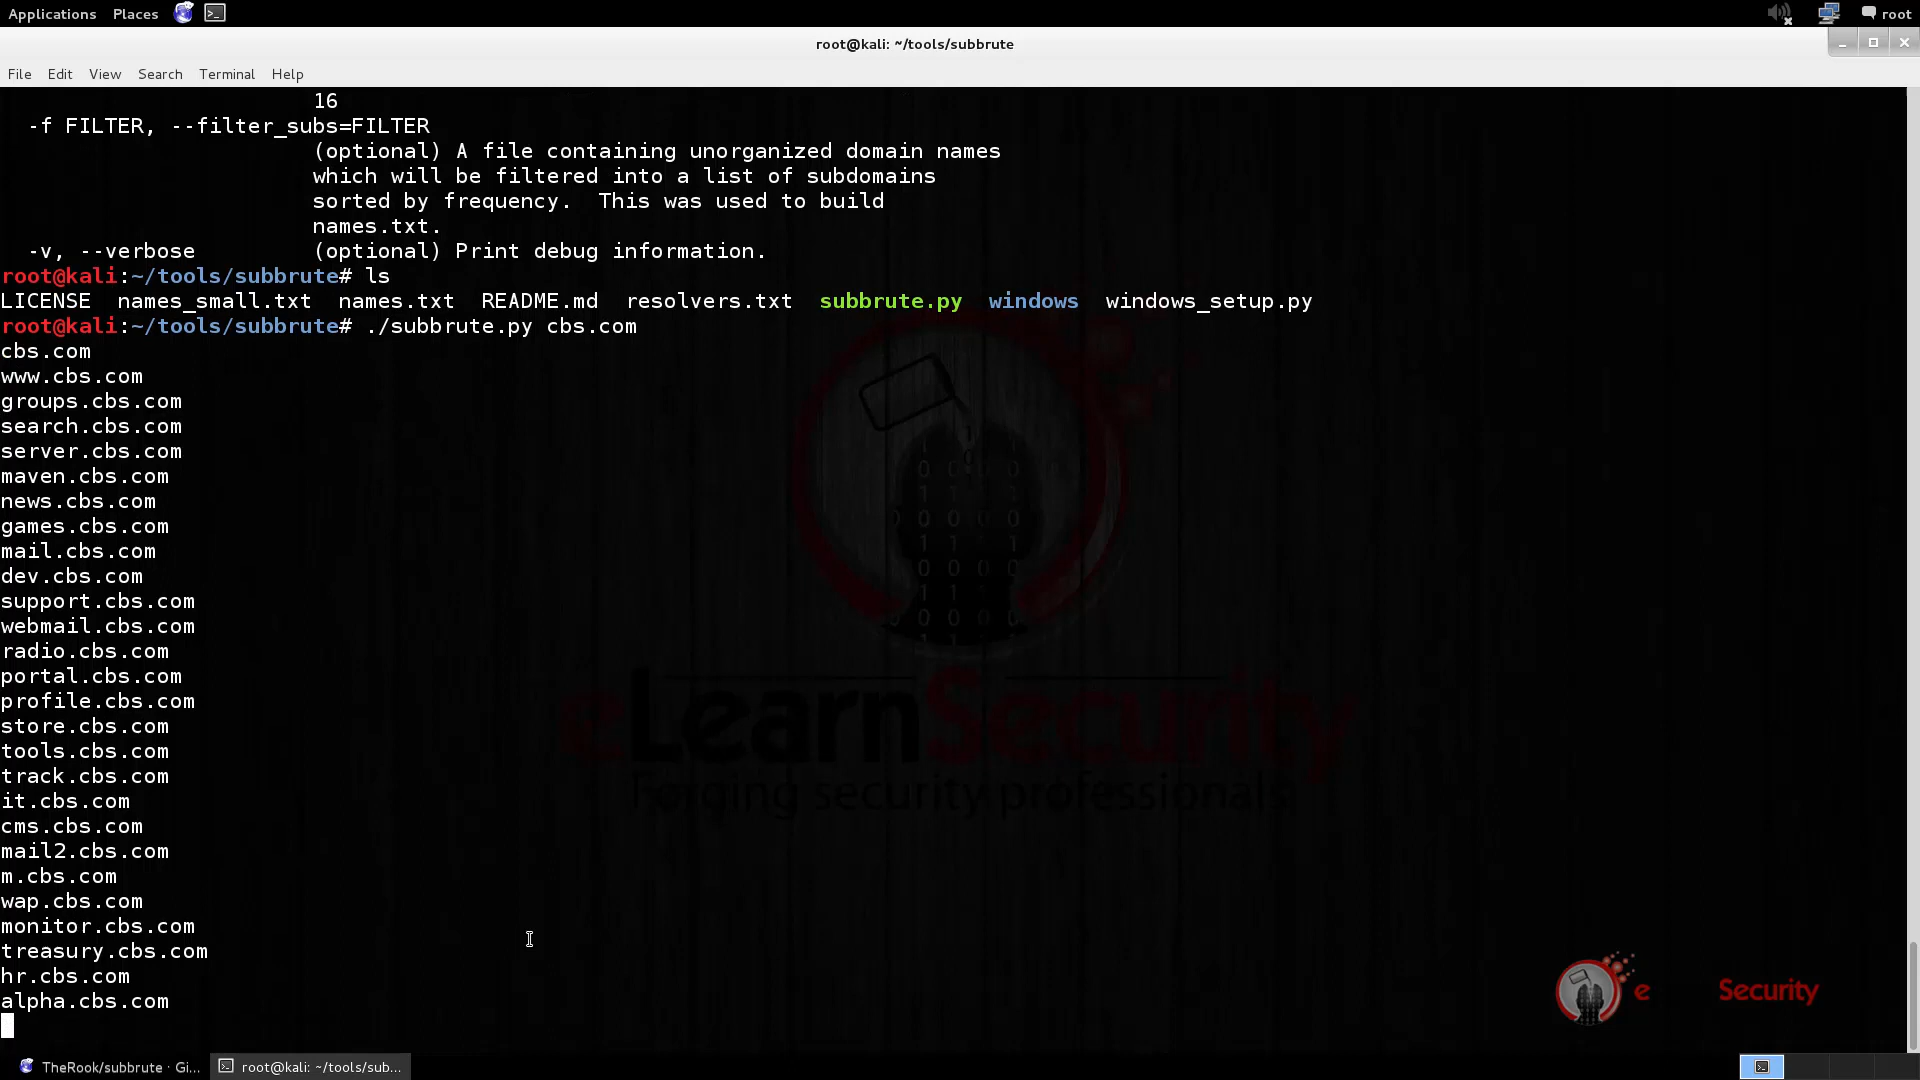 Applications Places root
root@kali: ~/tools/subbrute
File Edit View Search Terminal Help
16
-f FILTER, --filter_subs=FILTER
(optional) A file containing unorganized domain names
which will be filtered into a list of subdomains
sorted by frequency.  This was used to build
names.txt.
-v, --verbose (optional) Print debug information.
root@kali:~/tools/subbrute# ls
LICENSE names_small.txt names.txt README.md resolvers.txt subbrute.py windows windows_setup.py
root@kali:~/tools/subbrute# ./subbrute.py cbs.com
cbs.com
www.cbs.com
groups.cbs.com
search.cbs.com
server.cbs.com
maven.cbs.com
news.cbs.com
games.cbs.com
mail.cbs.com
dev.cbs.com
support.cbs.com
webmail.cbs.com
radio.cbs.com
portal.cbs.com
profile.cbs.com
store.cbs.com
tools.cbs.com
track.cbs.com
it.cbs.com
cms.cbs.com
mail2.cbs.com
m.cbs.com
wap.cbs.com
monitor.cbs.com
treasury.cbs.com
hr.cbs.com
alpha.cbs.com
eLearnSecurity
Forging security professionals
e Security
TheRook/subbrute · Gi... root@kali: ~/tools/sub...